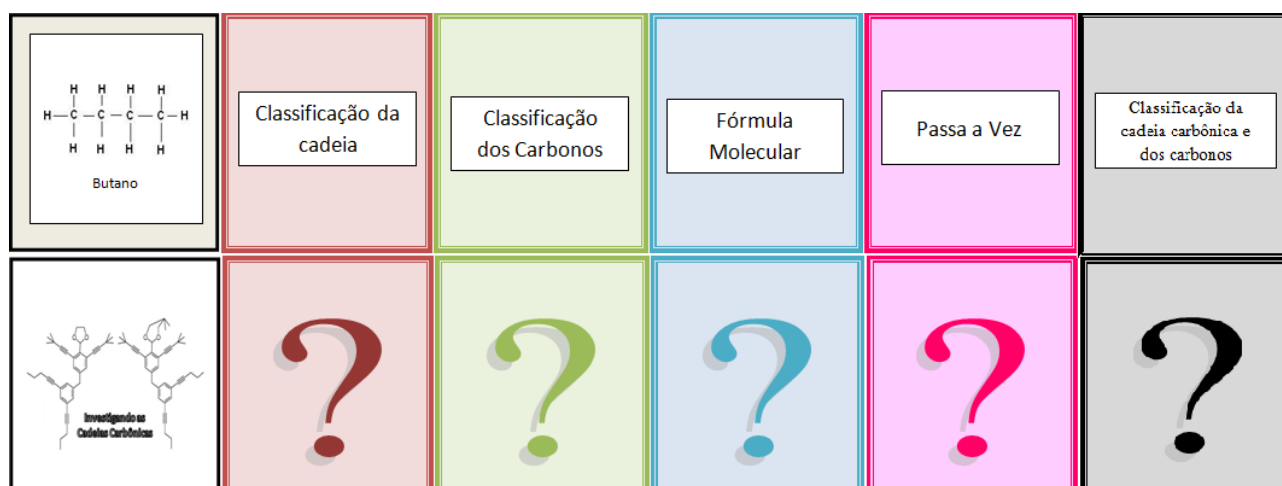 H H H H
H—C—C—C—C—H
H H H H
Butano
Classificação da
cadeia
Classificação
dos Carbonos
Fórmula
Molecular
Passa a Vez
Classificação da
cadeia carbônica e
dos carbonos
Investigando as
Cadeias Carbônicas
?
?
?
?
?